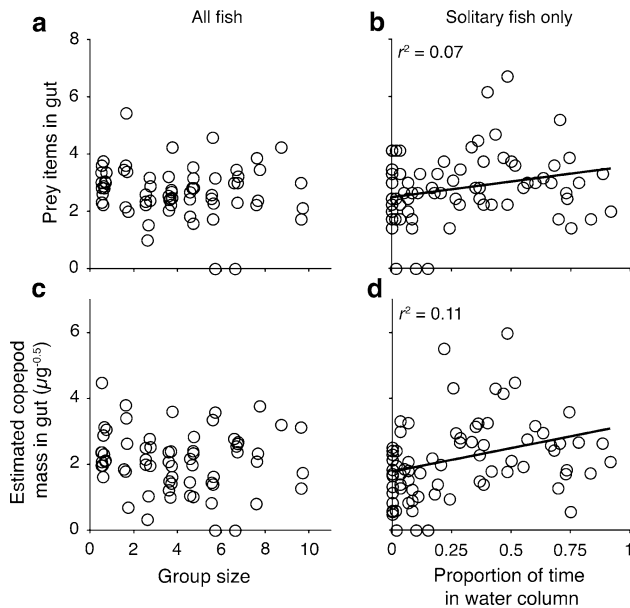 a
All fish
b
Solitary fish only
8
6
4
2
0
Prey items in gut
r² = 0.07
c
d
6
4
2
0
Estimated copepod
mass in gut (µg⁻⁰·⁵)
r² = 0.11
0
2
4
6
8
10
Group size
0
0.25
0.5
0.75
1
Proportion of time
in water column